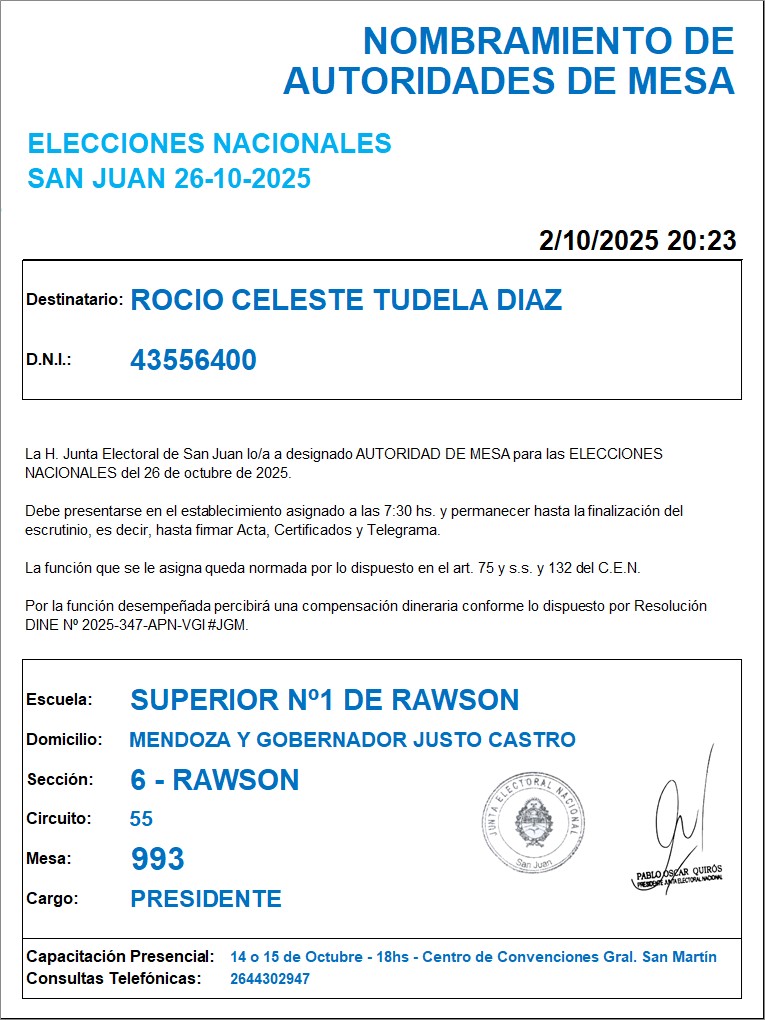 NOMBRAMIENTO DE
AUTORIDADES DE MESA
ELECCIONES NACIONALES
SAN JUAN 26-10-2025
2/10/2025 20:23
Destinatario: ROCIO CELESTE TUDELA DIAZ
D.N.I.: 43556400
La H. Junta Electoral de San Juan lo/a a designado AUTORIDAD DE MESA para las ELECCIONES
NACIONALES del 26 de octubre de 2025.
Debe presentarse en el establecimiento asignado a las 7:30 hs. y permanecer hasta la finalización del
escrutinio, es decir, hasta firmar Acta, Certificados y Telegrama.
La función que se le asigna queda normada por lo dispuesto en el art. 75 y s.s. y 132 del C.E.N.
Por la función desempeñada percibirá una compensación dineraria conforme lo dispuesto por Resolución
DINE Nº 2025-347-APN-VGI#JGM.
Escuela: SUPERIOR Nº1 DE RAWSON
Domicilio: MENDOZA Y GOBERNADOR JUSTO CASTRO
Sección: 6 - RAWSON
Circuito: 55
Mesa: 993
Cargo: PRESIDENTE
JUNTA ELECTORAL NACIONAL
San Juan
PABLO OSCAR QUIRÓS
PRESIDENTE JUNTA ELECTORAL NACIONAL
Capacitación Presencial: 14 o 15 de Octubre - 18hs - Centro de Convenciones Gral. San Martín
Consultas Telefónicas: 2644302947